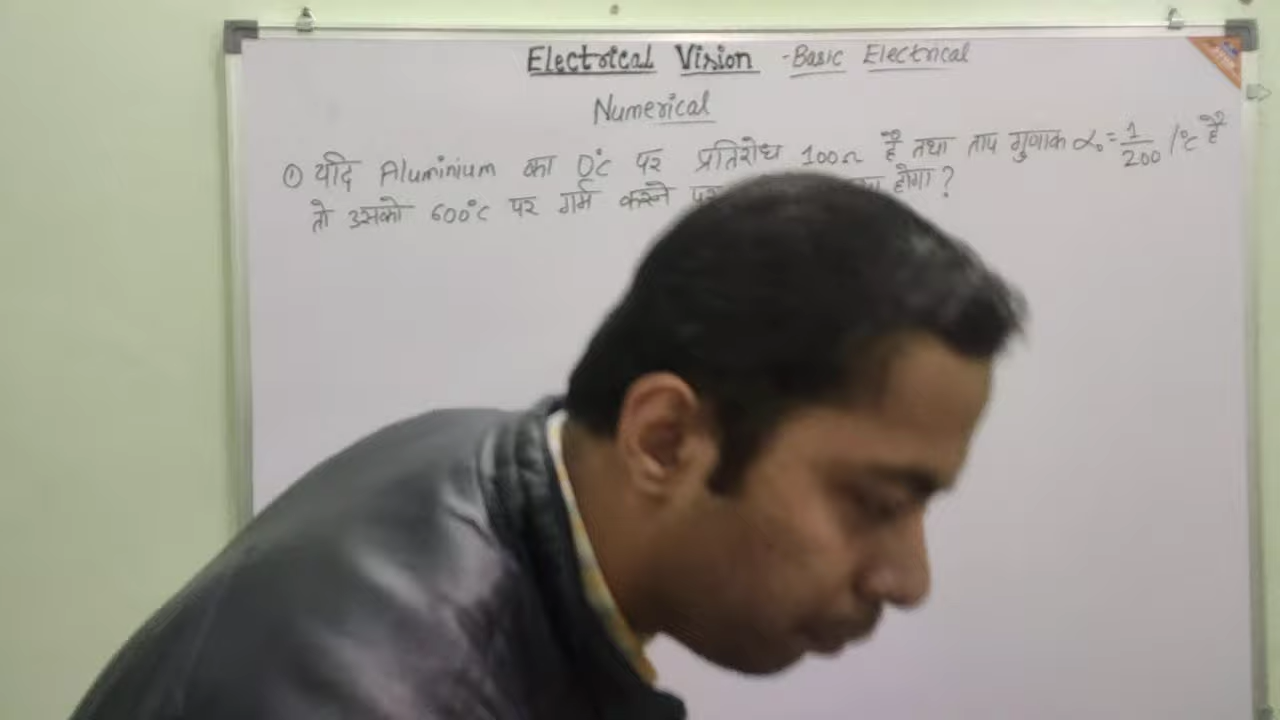 Electrical Vision - Basic Electrical
Numerical
① यदि Aluminium का 0°C पर प्रतिरोध 100Ω है तथा ताप गुणांक α₀ = 1/200 /°C है
तो उसको 600°C पर गर्म करने होगा ?